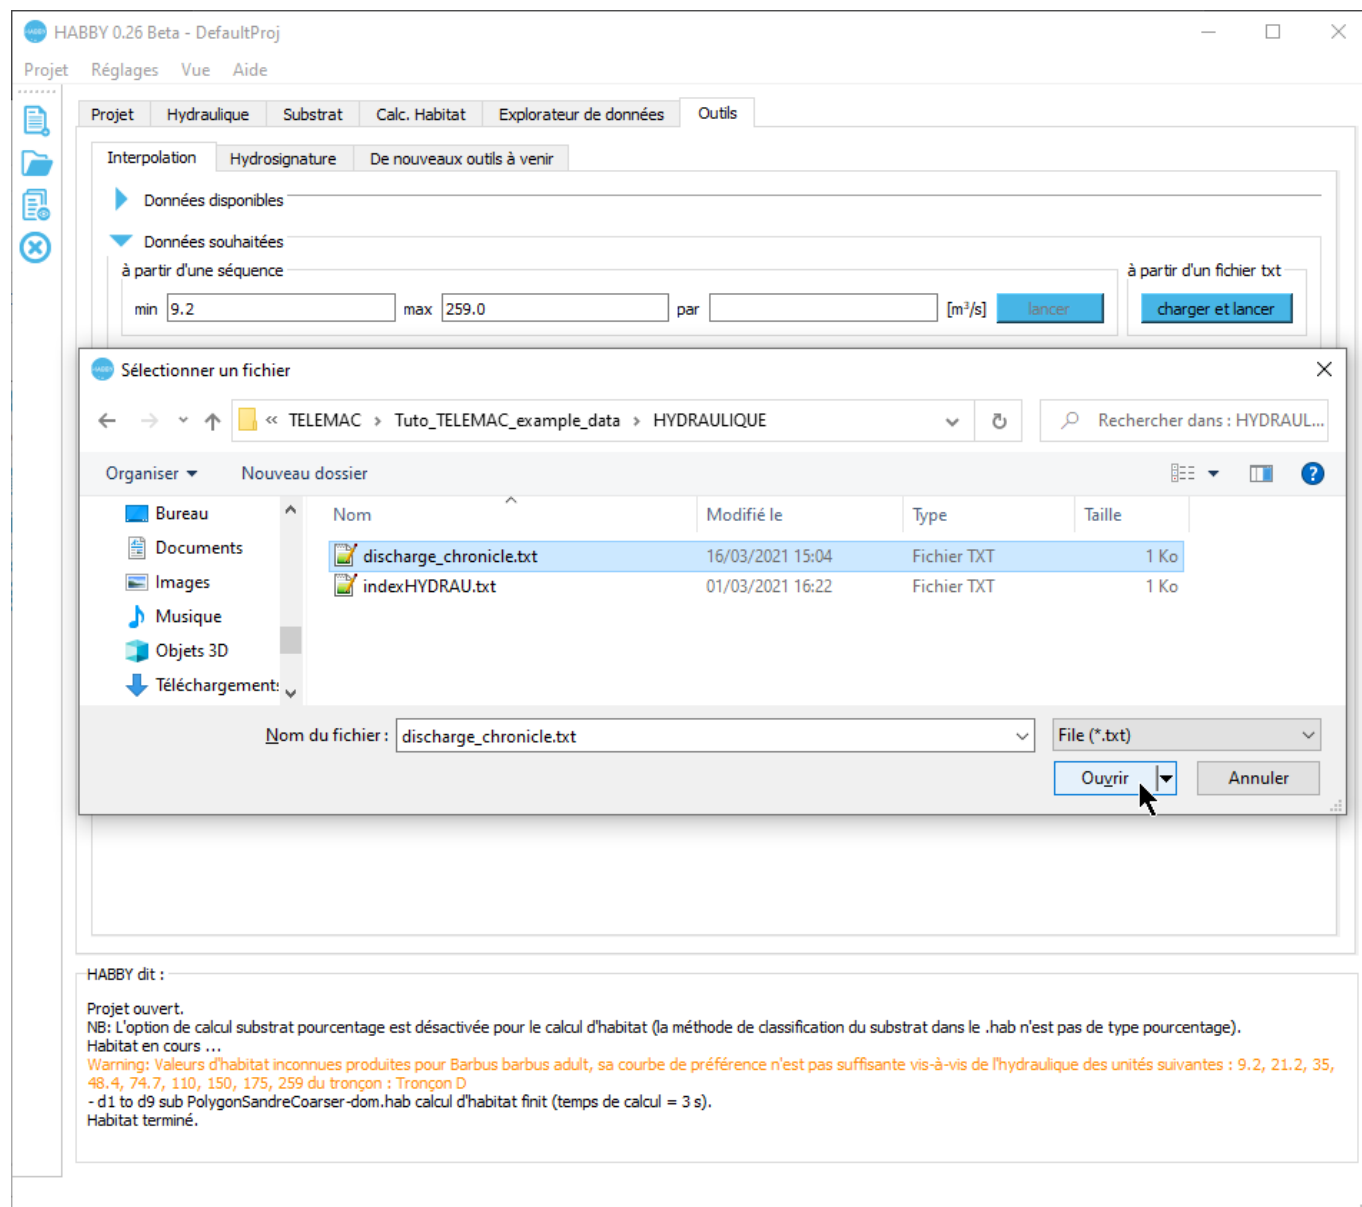 HABBY 0.26 Beta - DefaultProj
Projet Réglages Vue Aide
Projet Hydraulique Substrat Calc. Habitat Explorateur de données Outils
Interpolation Hydrosignature De nouveaux outils à venir
Données disponibles
Données souhaitées
à partir d'une séquence à partir d'un fichier txt
min 9.2 max 259.0 par [m³/s] lancer charger et lancer
Sélectionner un fichier
« TELEMAC › Tuto_TELEMAC_example_data › HYDRAULIQUE Rechercher dans : HYDRAUL...
Organiser Nouveau dossier
Bureau Nom Modifié le Type Taille
Documents discharge_chronicle.txt 16/03/2021 15:04 Fichier TXT 1 Ko
Images indexHYDRAU.txt 01/03/2021 16:22 Fichier TXT 1 Ko
Musique
Objets 3D
Téléchargements
Nom du fichier : discharge_chronicle.txt File (*.txt)
Ouvrir Annuler
HABBY dit :
Projet ouvert.
NB: L'option de calcul substrat pourcentage est désactivée pour le calcul d'habitat (la méthode de classification du substrat dans le .hab n'est pas de type pourcentage).
Habitat en cours ...
Warning: Valeurs d'habitat inconnues produites pour Barbus barbus adult, sa courbe de préférence n'est pas suffisante vis-à-vis de l'hydraulique des unités suivantes : 9.2, 21.2, 35,
48.4, 74.7, 110, 150, 175, 259 du tronçon : Tronçon D
- d1 to d9 sub PolygonSandreCoarser-dom.hab calcul d'habitat finit (temps de calcul = 3 s).
Habitat terminé.